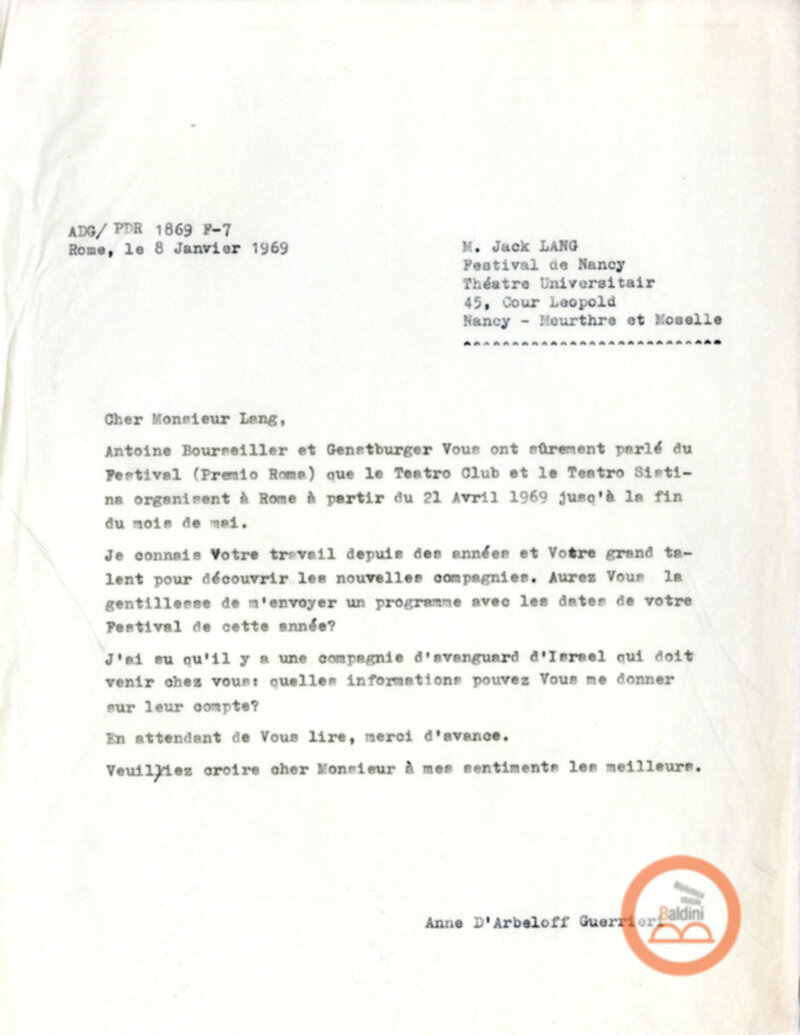 ADG/ PDR 1869 F-7
Rome, le 8 Janvier 1969
M. Jack LANG
Festival de Nancy
Théatre Universitair
45, Cour Leopold
Nancy - Meurthre et Moselle
Cher Monsieur Lang,
Antoine Bourseiller et Genstburger Vous ont sûrement parlé du
Festival (Premio Roma) que le Teatro Club et le Teatro Sisti-
na organisent à Rome à partir du 21 Avril 1969 jusqu'à la fin
du mois de mai.
Je connais Votre travail depuis des années et Votre grand ta-
lent pour découvrir les nouvelles compagnies. Aurez Vous la
gentillesse de m'envoyer un programme avec les dates de votre
Festival de cette année?
J'ai su qu'il y a une compagnie d'avanguard d'Israel qui doit
venir chez vous: quelles informations pouvez Vous me donner
sur leur compte?
En attendant de Vous lire, merci d'avance.
Veuilliez croire cher Monsieur à mes sentiments les meilleurs.
Anne D'Arbeloff Guerrieri
Biblioteca
statale
Baldini